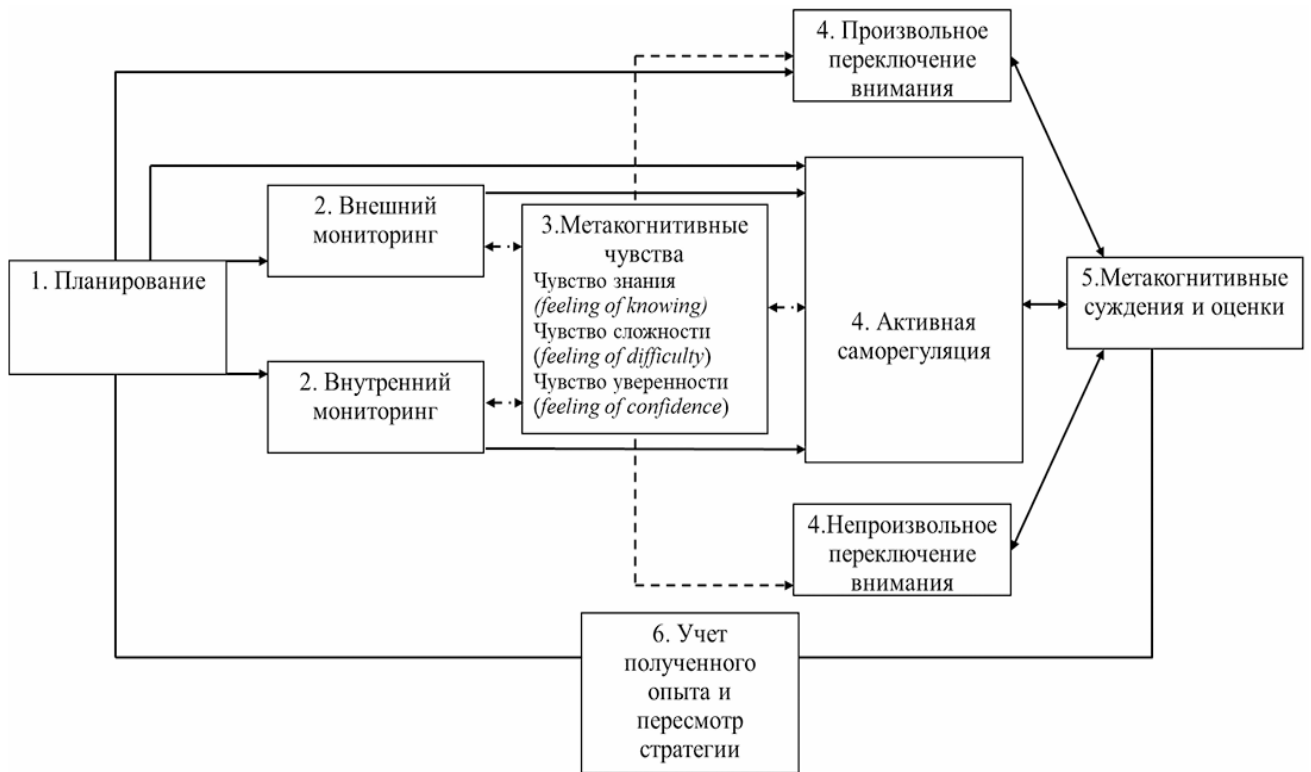 4. Произвольное
переключение
внимания
2. Внешний
мониторинг
3.Метакогнитивные
чувства
Чувство знания
(feeling of knowing)
Чувство сложности
(feeling of difficulty)
Чувство уверенности
(feeling of confidence)
1. Планирование
2. Внутренний
мониторинг
4. Активная
саморегуляция
5.Метакогнитивные
суждения и оценки
4.Непроизвольное
переключение
внимания
6. Учет
полученного
опыта и
пересмотр
стратегии